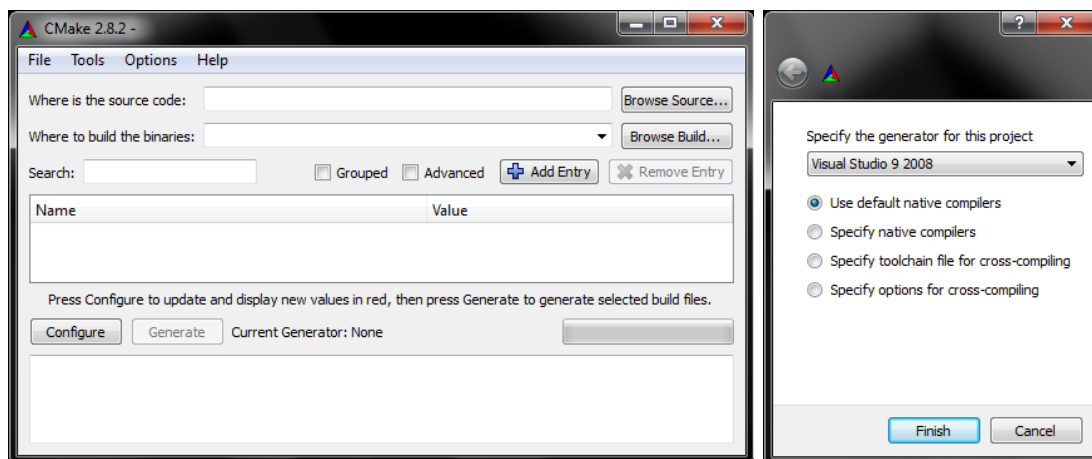 CMake 2.8.2 -
File Tools Options Help
Where is the source code: Browse Source...
Where to build the binaries: Browse Build...
Search: Grouped Advanced Add Entry Remove Entry
Name Value
Press Configure to update and display new values in red, then press Generate to generate selected build files.
Configure Generate Current Generator: None
?
Specify the generator for this project
Visual Studio 9 2008
Use default native compilers
Specify native compilers
Specify toolchain file for cross-compiling
Specify options for cross-compiling
Finish Cancel